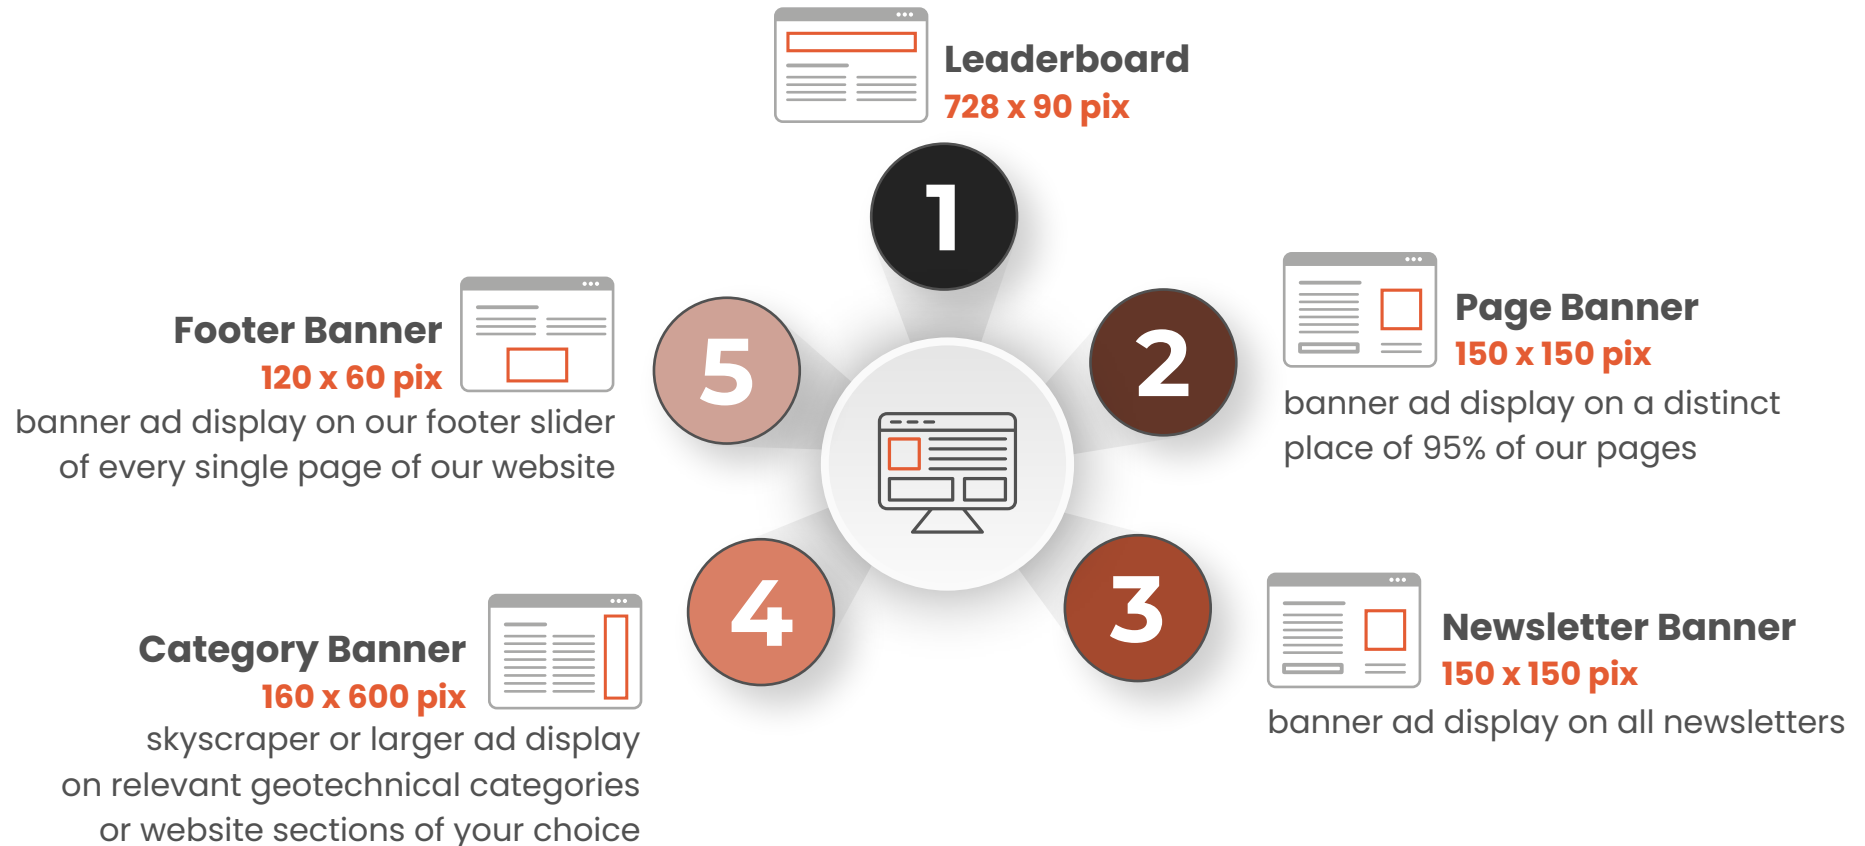 Leaderboard
728 x 90 pix
1
2
Page Banner
150 x 150 pix
banner ad display on a distinct
place of 95% of our pages
3
Newsletter Banner
150 x 150 pix
banner ad display on all newsletters
4
Category Banner
160 x 600 pix
skyscraper or larger ad display
on relevant geotechnical categories
or website sections of your choice
5
Footer Banner
120 x 60 pix
banner ad display on our footer slider
of every single page of our website